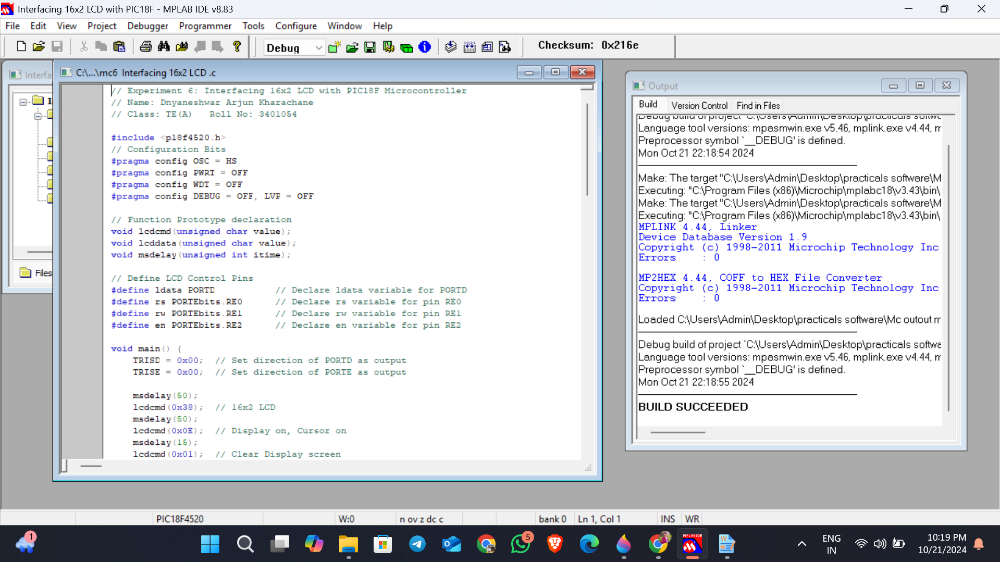 Interfacing 16x2 LCD with PIC18F - MPLAB IDE v8.83
File Edit View Project Debugger Programmer Tools Configure Window Help
Debug
Checksum: 0x216e
Interfa
C:\...\mc6 Interfacing 16x2 LCD .c
Files
// Experiment 6: Interfacing 16x2 LCD with PIC18F Microcontroller
// Name: Dnyaneshwar Arjun Kharachane
// Class: TE(A)   Roll No: 3401054
#include <p18f4520.h>
// Configuration Bits
#pragma config OSC = HS
#pragma config PWRT = OFF
#pragma config WDT = OFF
#pragma config DEBUG = OFF, LVP = OFF
// Function Prototype declaration
void lcdcmd(unsigned char value);
void lcddata(unsigned char value);
void msdelay(unsigned int itime);
// Define LCD Control Pins
#define ldata PORTD           // Declare ldata variable for PORTD
#define rs PORTEbits.RE0      // Declare rs variable for pin RE0
#define rw PORTEbits.RE1      // Declare rw variable for pin RE1
#define en PORTEbits.RE2      // Declare en variable for pin RE2
void main() {
    TRISD = 0x00;  // Set direction of PORTD as output
    TRISE = 0x00;  // Set direction of PORTE as output
    msdelay(50);
    lcdcmd(0x38);  // 16x2 LCD
    msdelay(50);
    lcdcmd(0x0E);  // Display on, Cursor on
    msdelay(15);
    lcdcmd(0x01);  // Clear Display screen
Output
Build Version Control Find in Files
Debug build of project `C:\Users\Admin\Desktop\practicals softwa
Language tool versions: mpasmwin.exe v5.46, mplink.exe v4.44, m
Preprocessor symbol `__DEBUG' is defined.
Mon Oct 21 22:18:54 2024
Make: The target "C:\Users\Admin\Desktop\practicals software\M
Executing: "C:\Program Files (x86)\Microchip\mplabc18\v3.43\bin\
Make: The target "C:\Users\Admin\Desktop\practicals software\M
Executing: "C:\Program Files (x86)\Microchip\mplabc18\v3.43\bin\
MPLINK 4.44, Linker
Device Database Version 1.9
Copyright (c) 1998-2011 Microchip Technology Inc
Errors    : 0
MP2HEX 4.44, COFF to HEX File Converter
Copyright (c) 1998-2011 Microchip Technology Inc
Errors    : 0
Loaded C:\Users\Admin\Desktop\practicals software\Mc outout m
Debug build of project `C:\Users\Admin\Desktop\practicals softwa
Language tool versions: mpasmwin.exe v5.46, mplink.exe v4.44, m
Preprocessor symbol `__DEBUG' is defined.
Mon Oct 21 22:18:55 2024
BUILD SUCCEEDED
PIC18F4520 W:0 n ov z dc c bank 0 Ln 1, Col 1 INS WR
1
5
MPLAB IDE
ENG
IN
10:19 PM
10/21/2024